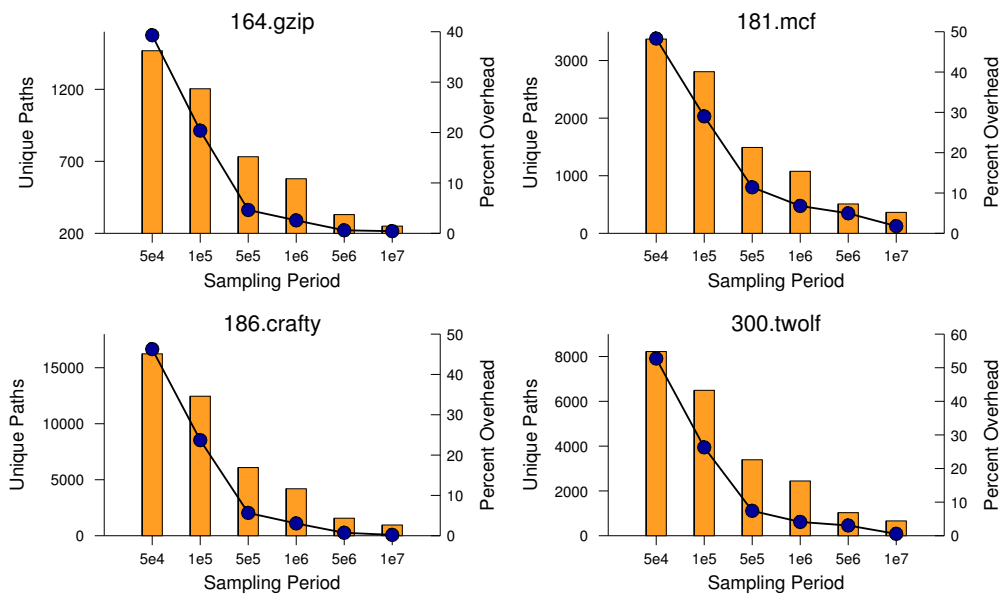 164.gzip
Unique Paths
1200
700
200
40
30
20
10
0
Percent Overhead
5e4 1e5 5e5 1e6 5e6 1e7
Sampling Period
181.mcf
Unique Paths
3000
2000
1000
0
50
40
30
20
10
0
Percent Overhead
5e4 1e5 5e5 1e6 5e6 1e7
Sampling Period
186.crafty
Unique Paths
15000
10000
5000
0
50
40
30
20
10
0
Percent Overhead
5e4 1e5 5e5 1e6 5e6 1e7
Sampling Period
300.twolf
Unique Paths
8000
6000
4000
2000
0
60
50
40
30
20
10
0
Percent Overhead
5e4 1e5 5e5 1e6 5e6 1e7
Sampling Period